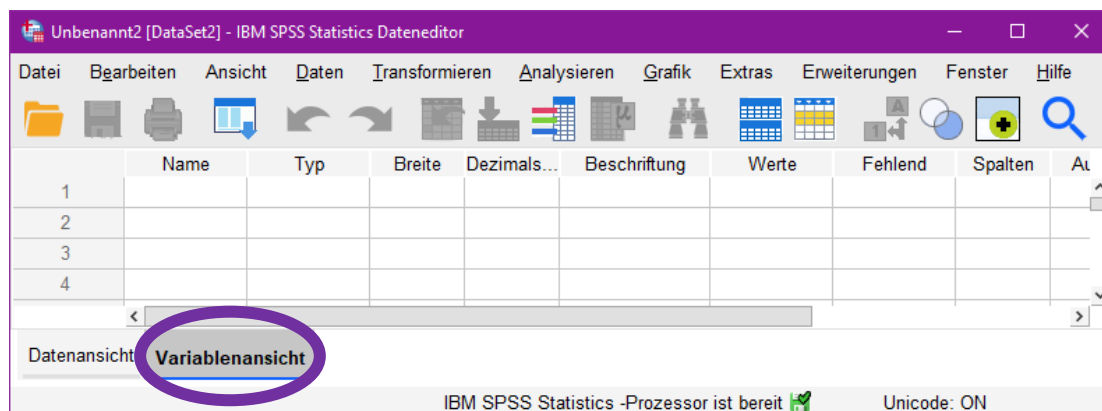 Unbenannt2 [DataSet2] - IBM SPSS Statistics Dateneditor
Datei Bearbeiten Ansicht Daten Transformieren Analysieren Grafik Extras Erweiterungen Fenster Hilfe
Name Typ Breite Dezimals... Beschriftung Werte Fehlend Spalten Au
1
2
3
4
Datenansicht Variablenansicht
IBM SPSS Statistics -Prozessor ist bereit Unicode: ON